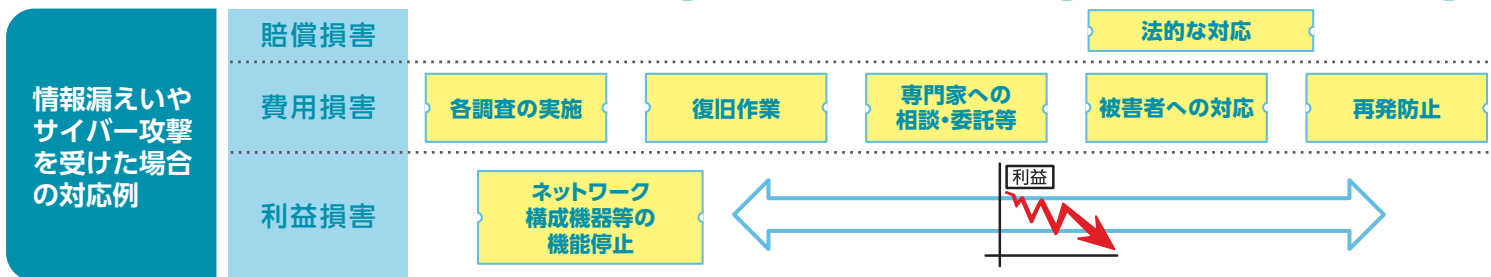 情報漏えいや
サイバー攻撃
を受けた場合
の対応例
賠償損害
法的な対応
費用損害
各調査の実施
復旧作業
専門家への
相談・委託等
被害者への対応
再発防止
利益損害
ネットワーク
構成機器等の
機能停止
利益